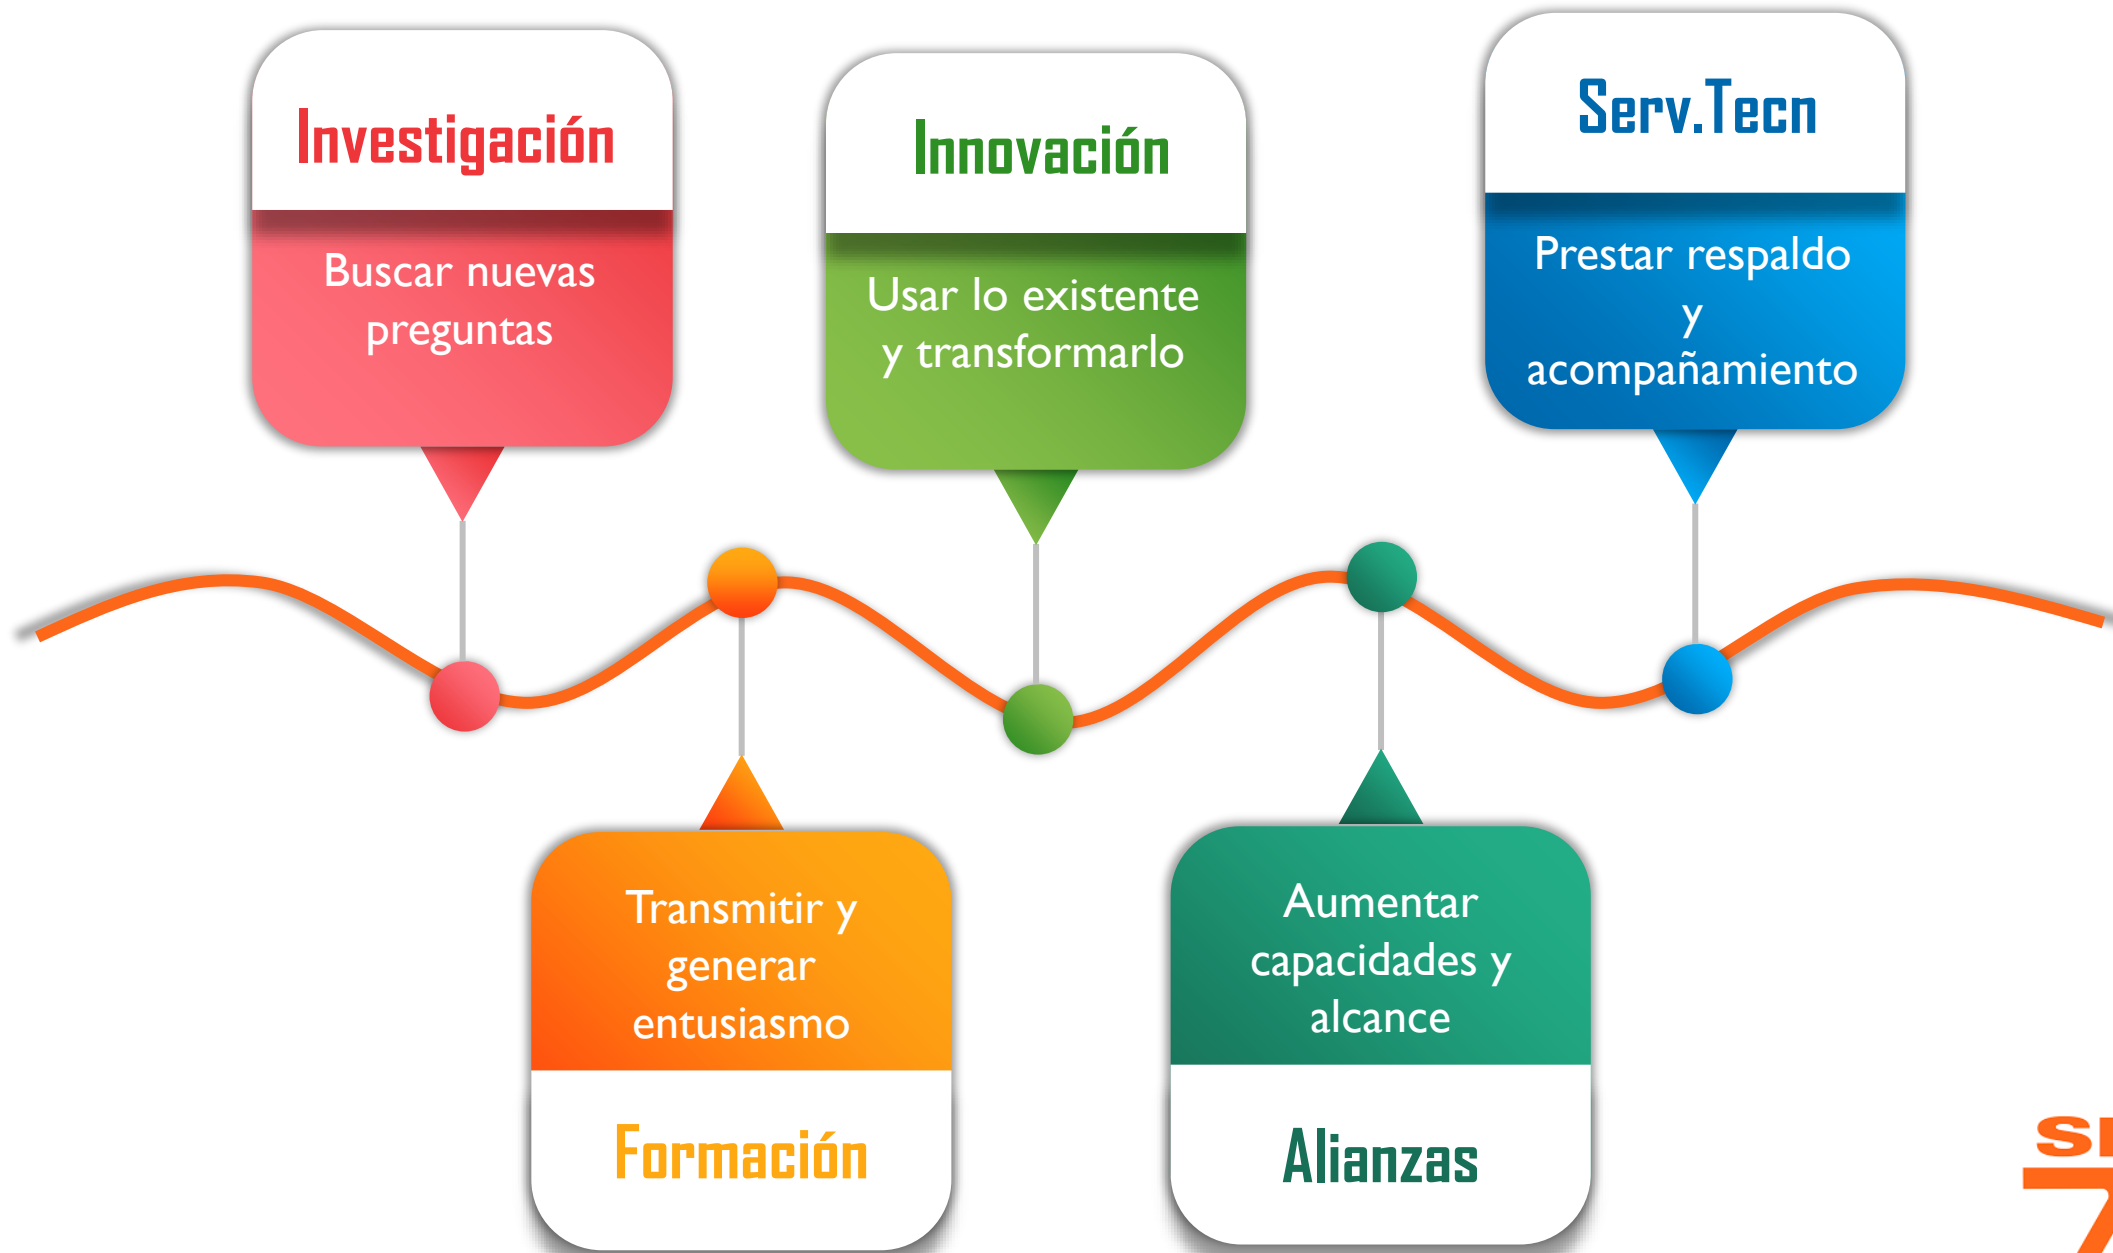 Investigación
Buscar nuevas
preguntas
Innovación
Usar lo existente
y transformarlo
Serv.Tecn
Prestar respaldo
y
acompañamiento
Transmitir y
generar
entusiasmo
Formación
Aumentar
capacidades y
alcance
Alianzas